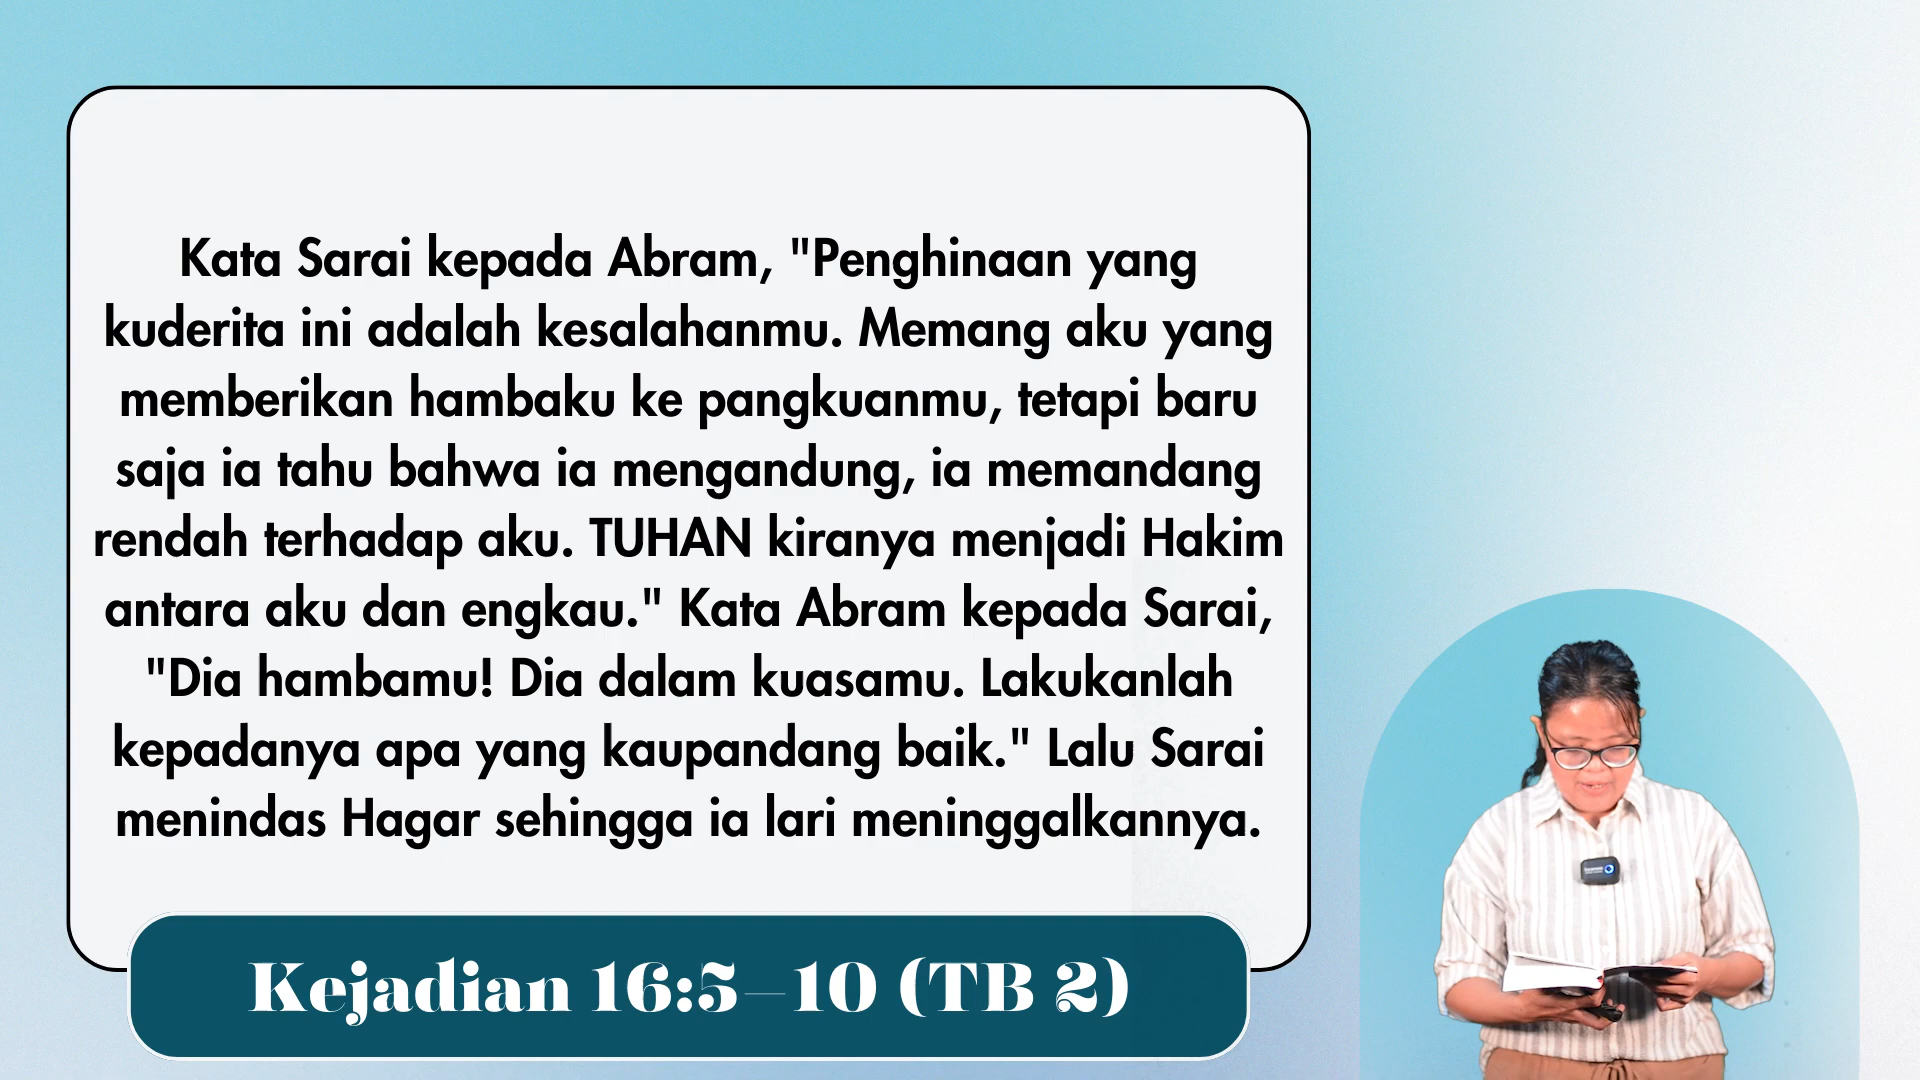 Kata Sarai kepada Abram, "Penghinaan yang
kuderita ini adalah kesalahanmu. Memang aku yang
memberikan hambaku ke pangkuanmu, tetapi baru
saja ia tahu bahwa ia mengandung, ia memandang
rendah terhadap aku. TUHAN kiranya menjadi Hakim
antara aku dan engkau." Kata Abram kepada Sarai,
"Dia hambamu! Dia dalam kuasamu. Lakukanlah
kepadanya apa yang kaupandang baik." Lalu Sarai
menindas Hagar sehingga ia lari meninggalkannya.
Kejadian 16:5–10 (TB 2)